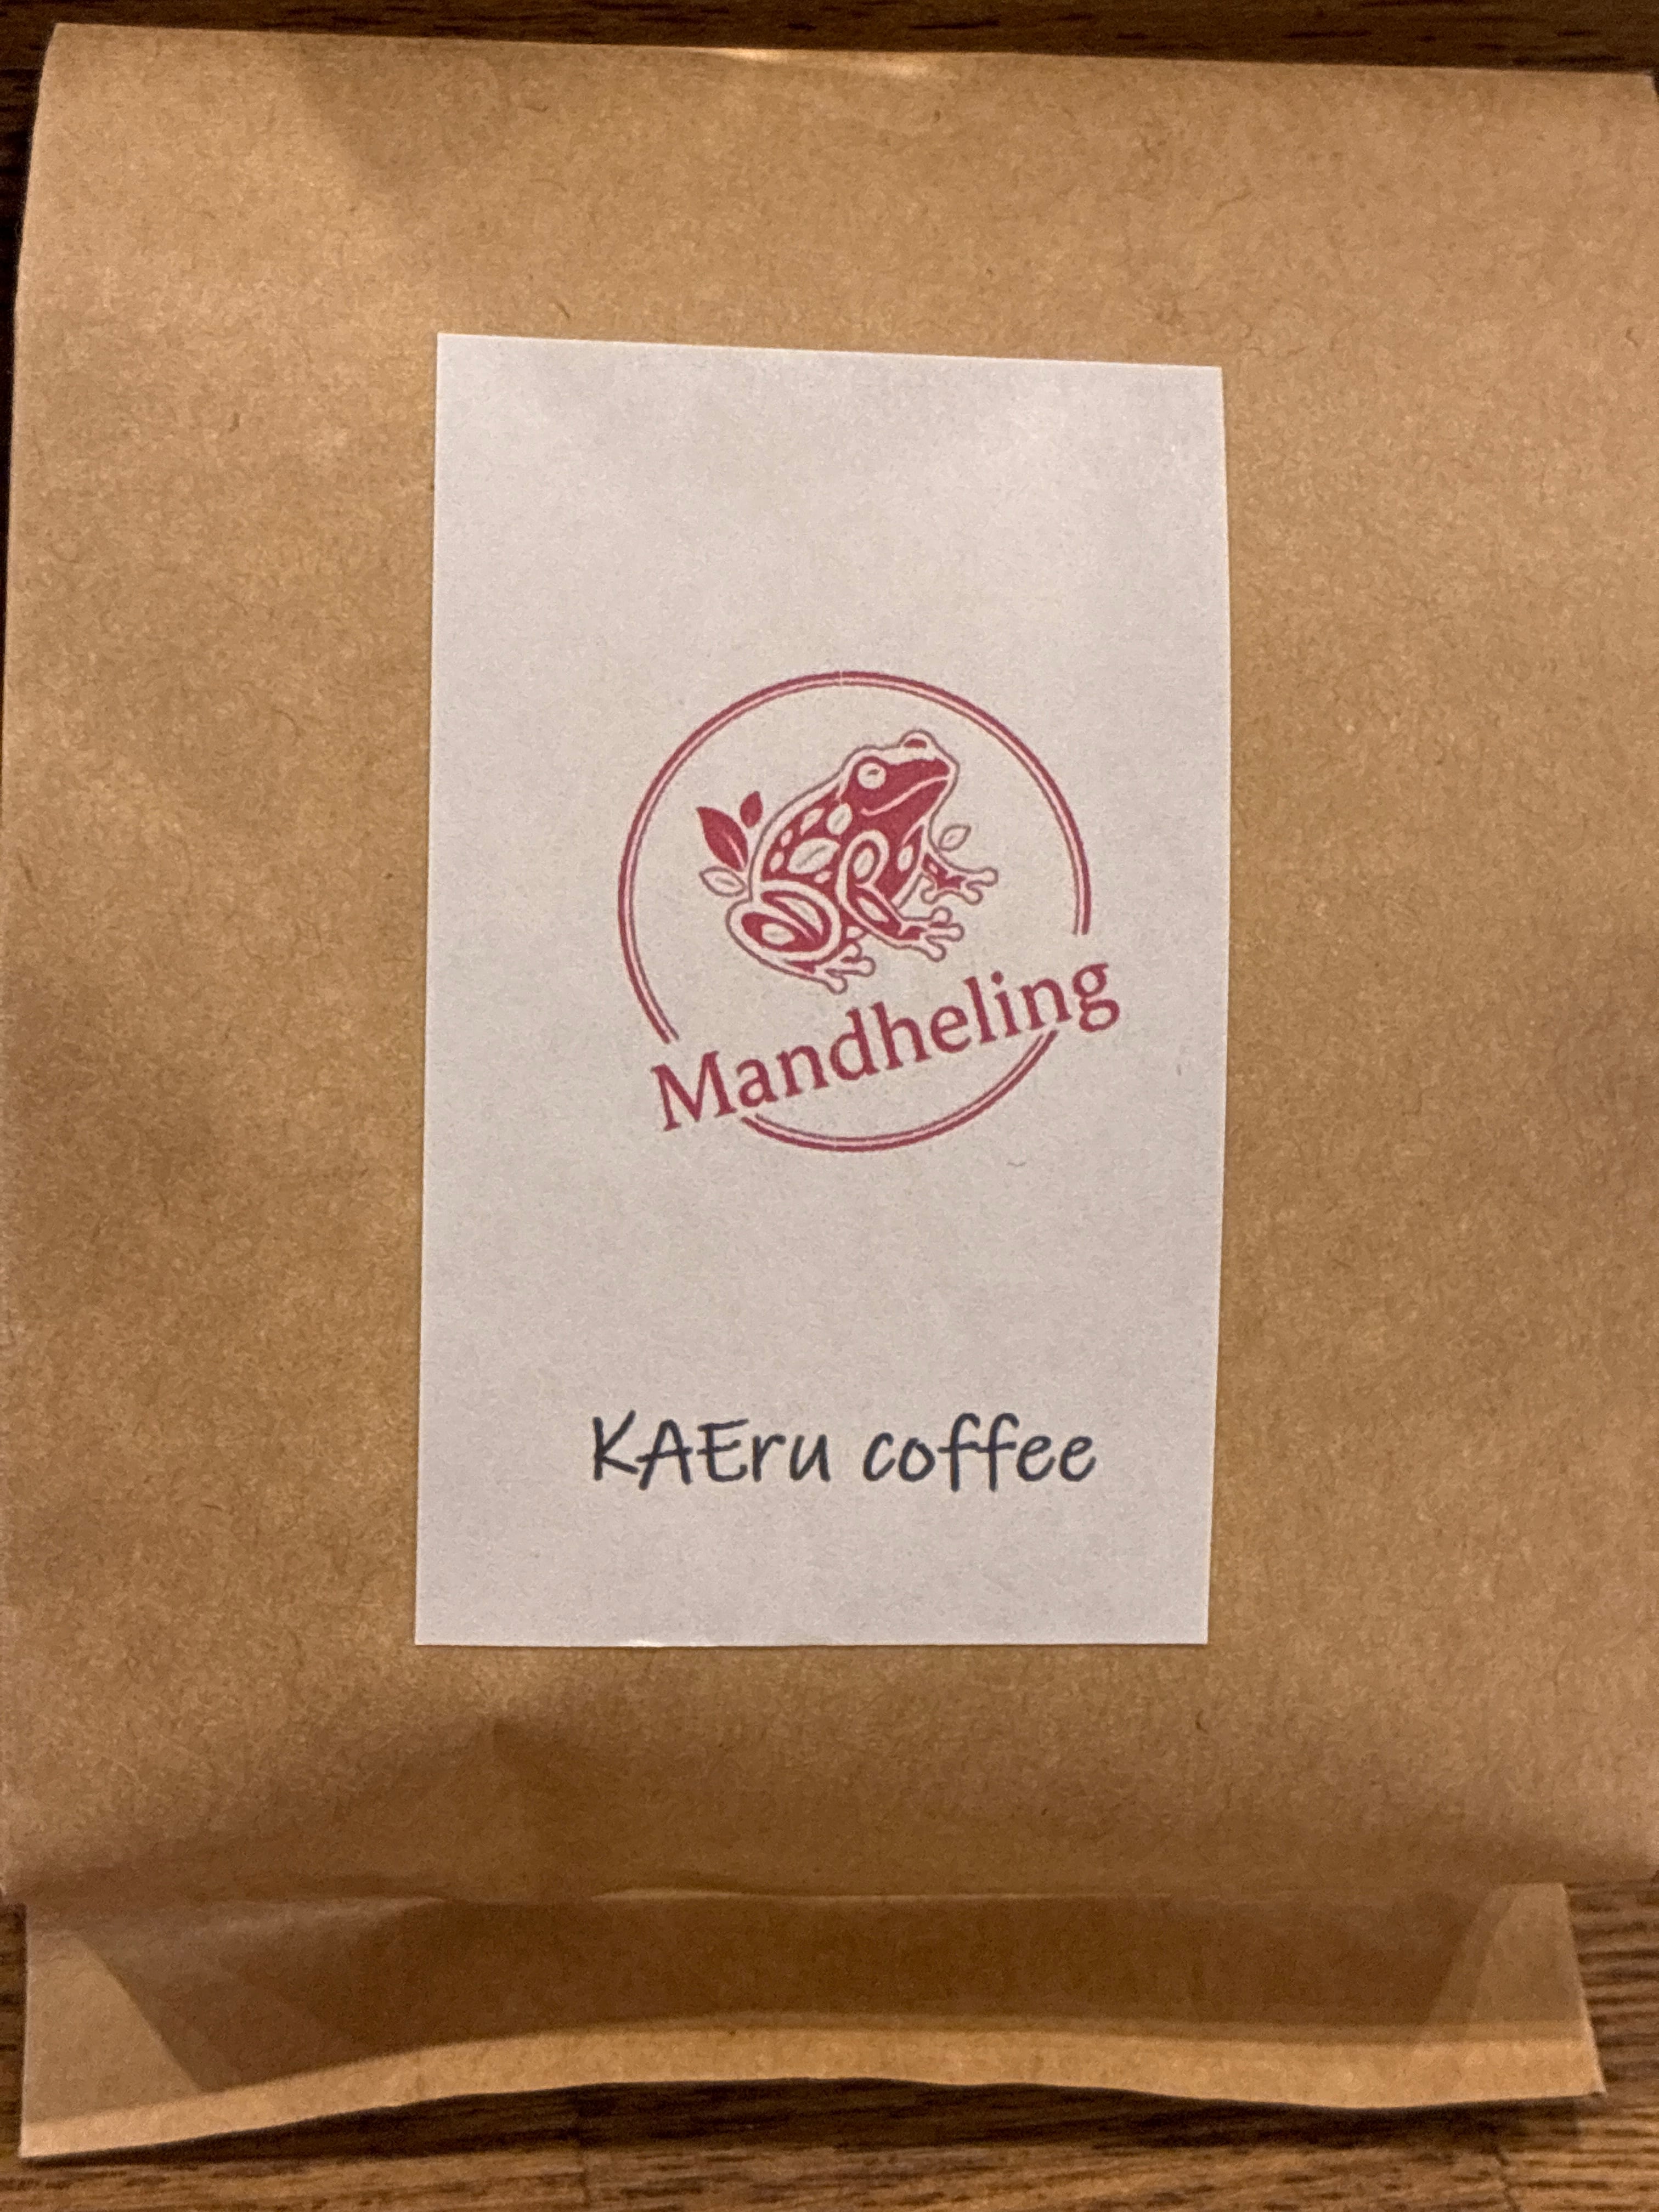 Mandheling
KAEru coffee